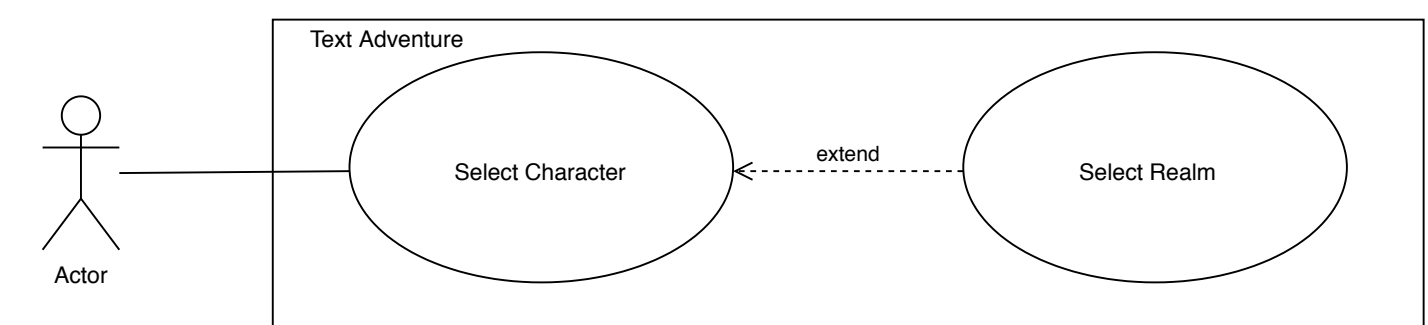 Text Adventure
Select Character
extend
Select Realm
Actor